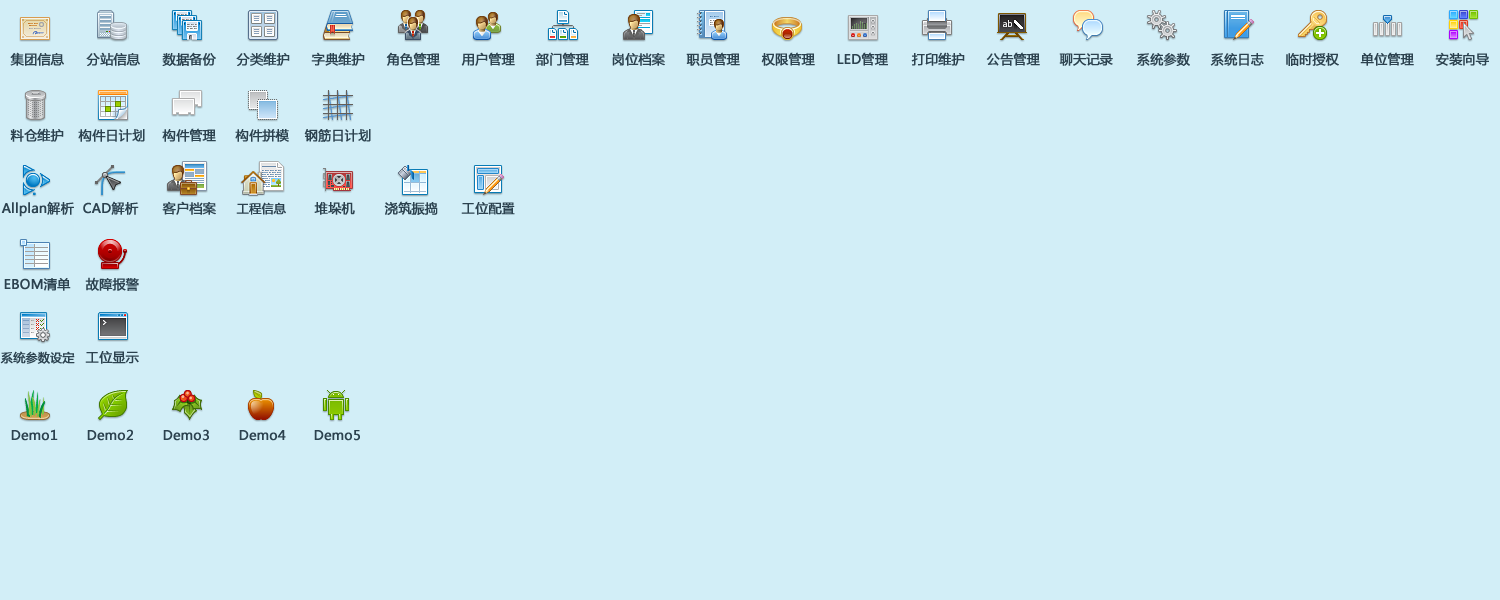 集团信息 分站信息 数据备份 分类维护 字典维护 角色管理 用户管理 部门管理 岗位档案 职员管理 权限管理 LED管理 打印维护 公告管理 聊天记录 系统参数 系统日志 临时授权 单位管理 安装向导
料仓维护 构件日计划 构件管理 构件拼模 钢筋日计划
Allplan解析 CAD解析 客户档案 工程信息 堆垛机 浇筑振捣 工位配置
EBOM清单 故障报警
系统参数设定 工位显示
Demo1 Demo2 Demo3 Demo4 Demo5